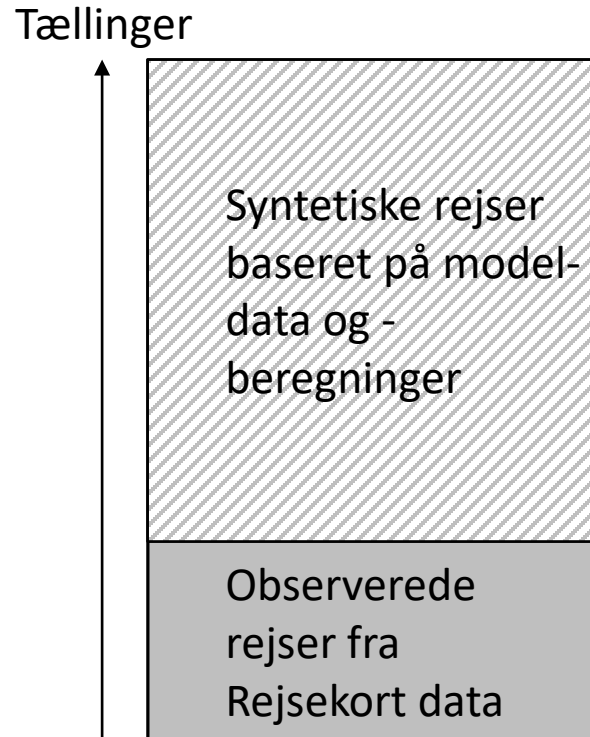 Tællinger
Syntetiske rejser
baseret på model-
data og -
beregninger
Observerede
rejser fra
Rejsekort data